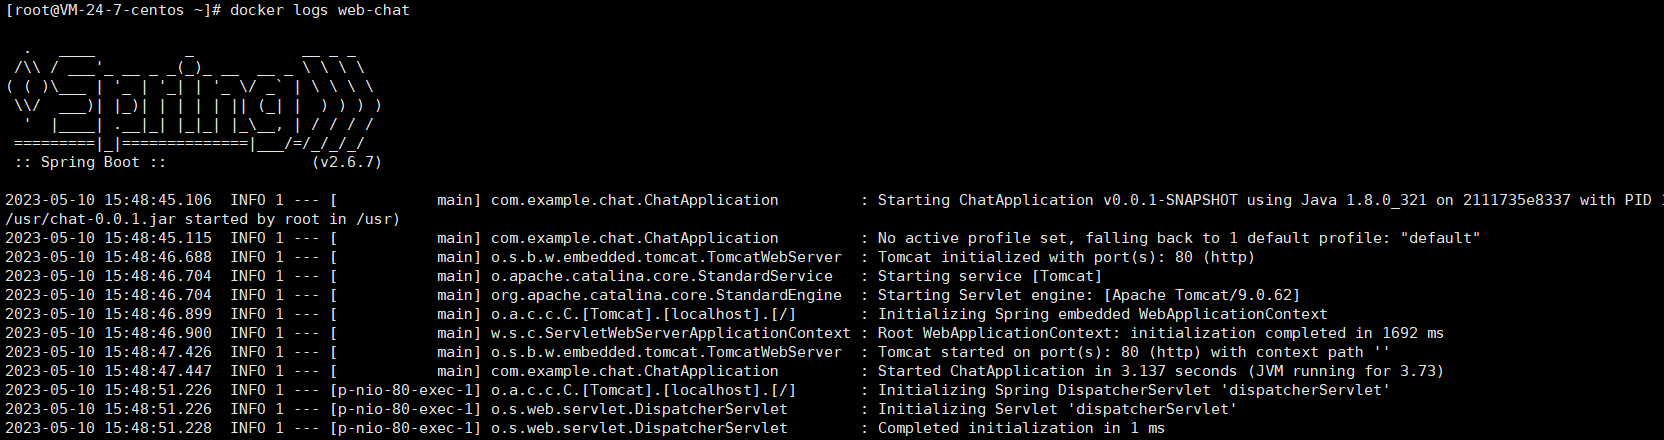 [root@VM-24-7-centos ~]# docker logs web-chat
  .   ____          _            __ _ _
 /\\ / ___'_ __ _ _(_)_ __  __ _ \ \ \ \
( ( )\___ | '_ | '_| | '_ \/ _` | \ \ \ \
 \\/  ___)| |_)| | | | | || (_| |  ) ) ) )
  '  |____| .__|_| |_|_| |_\__, | / / / /
 =========|_|==============|___/=/_/_/_/
 :: Spring Boot ::                (v2.6.7)
2023-05-10 15:48:45.106  INFO 1 --- [           main] com.example.chat.ChatApplication         : Starting ChatApplication v0.0.1-SNAPSHOT using Java 1.8.0_321 on 2111735e8337 with PID
/usr/chat-0.0.1.jar started by root in /usr)
2023-05-10 15:48:45.115  INFO 1 --- [           main] com.example.chat.ChatApplication         : No active profile set, falling back to 1 default profile: "default"
2023-05-10 15:48:46.688  INFO 1 --- [           main] o.s.b.w.embedded.tomcat.TomcatWebServer  : Tomcat initialized with port(s): 80 (http)
2023-05-10 15:48:46.704  INFO 1 --- [           main] o.apache.catalina.core.StandardService   : Starting service [Tomcat]
2023-05-10 15:48:46.704  INFO 1 --- [           main] org.apache.catalina.core.StandardEngine  : Starting Servlet engine: [Apache Tomcat/9.0.62]
2023-05-10 15:48:46.899  INFO 1 --- [           main] o.a.c.c.C.[Tomcat].[localhost].[/]       : Initializing Spring embedded WebApplicationContext
2023-05-10 15:48:46.900  INFO 1 --- [           main] w.s.c.ServletWebServerApplicationContext : Root WebApplicationContext: initialization completed in 1692 ms
2023-05-10 15:48:47.426  INFO 1 --- [           main] o.s.b.w.embedded.tomcat.TomcatWebServer  : Tomcat started on port(s): 80 (http) with context path ''
2023-05-10 15:48:47.447  INFO 1 --- [           main] com.example.chat.ChatApplication         : Started ChatApplication in 3.137 seconds (JVM running for 3.73)
2023-05-10 15:48:51.226  INFO 1 --- [p-nio-80-exec-1] o.a.c.c.C.[Tomcat].[localhost].[/]       : Initializing Spring DispatcherServlet 'dispatcherServlet'
2023-05-10 15:48:51.226  INFO 1 --- [p-nio-80-exec-1] o.s.web.servlet.DispatcherServlet        : Initializing Servlet 'dispatcherServlet'
2023-05-10 15:48:51.228  INFO 1 --- [p-nio-80-exec-1] o.s.web.servlet.DispatcherServlet        : Completed initialization in 1 ms